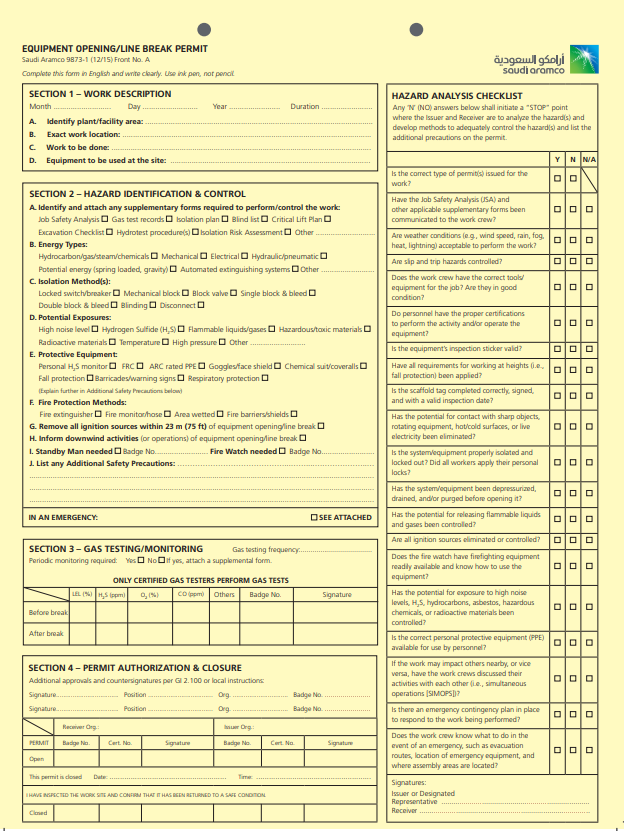 EQUIPMENT OPENING/LINE BREAK PERMIT
Saudi Aramco 9873-1 (12/15) Front No. A
Complete this form in English and write clearly. Use ink pen, not pencil.
أرامكو السعودية
saudi aramco
SECTION 1 – WORK DESCRIPTION
Month ........ Day ........ Year ........ Duration ........
A. Identify plant/facility area: ........
B. Exact work location: ........
C. Work to be done: ........
D. Equipment to be used at the site: ........
SECTION 2 – HAZARD IDENTIFICATION & CONTROL
A. Identify and attach any supplementary forms required to perform/control the work:
Job Safety Analysis ☐ Gas test records ☐ Isolation plan ☐ Blind list ☐ Critical Lift Plan ☐
Excavation Checklist ☐ Hydrotest procedure(s) ☐ Isolation Risk Assessment ☐ Other ........
B. Energy Types:
Hydrocarbon/gas/steam/chemicals ☐ Mechanical ☐ Electrical ☐ Hydraulic/pneumatic ☐
Potential energy (spring loaded, gravity) ☐ Automated extinguishing systems ☐ Other ........
C. Isolation Method(s):
Locked switch/breaker ☐ Mechanical block ☐ Block valve ☐ Single block & bleed ☐
Double block & bleed ☐ Blinding ☐ Disconnect ☐
D. Potential Exposures:
High noise level ☐ Hydrogen Sulfide (H₂S) ☐ Flammable liquids/gases ☐ Hazardous/toxic materials ☐
Radioactive materials ☐ Temperature ☐ High pressure ☐ Other ........
E. Protective Equipment:
Personal H₂S monitor ☐ FRC ☐ ARC rated PPE ☐ Goggles/face shield ☐ Chemical suit/coveralls ☐
Fall protection ☐ Barricades/warning signs ☐ Respiratory protection ☐
(Explain further in Additional Safety Precautions below)
F. Fire Protection Methods:
Fire extinguisher ☐ Fire monitor/hose ☐ Area wetted ☐ Fire barriers/shields ☐
G. Remove all ignition sources within 23 m (75 ft) of equipment opening/line break ☐
H. Inform downwind activities (or operations) of equipment opening/line break ☐
I. Standby Man needed ☐ Badge No. ........ Fire Watch needed ☐ Badge No. ........
J. List any Additional Safety Precautions: ........
IN AN EMERGENCY: ☐ SEE ATTACHED
SECTION 3 – GAS TESTING/MONITORING Gas testing frequency: ........
Periodic monitoring required: Yes ☐ No ☐ If yes, attach a supplemental form.
ONLY CERTIFIED GAS TESTERS PERFORM GAS TESTS
LEL (%) H₂S (ppm) O₂ (%) CO (ppm) Others Badge No. Signature
Before break
After break
SECTION 4 – PERMIT AUTHORIZATION & CLOSURE
Additional approvals and countersignatures per GI 2.100 or local instructions:
Signature ........ Position ........ Org. ........ Badge No. ........
Signature ........ Position ........ Org. ........ Badge No. ........
Receiver Org.: Issuer Org.:
PERMIT Badge No. Cert. No. Signature Badge No. Cert. No. Signature
Open
This permit is closed Date: ........ Time: ........
I HAVE INSPECTED THE WORK SITE AND CONFIRM THAT IT HAS BEEN RETURNED TO A SAFE CONDITION.
Closed
HAZARD ANALYSIS CHECKLIST
Any 'N' (NO) answers below shall initiate a "STOP" point
where the Issuer and Receiver are to analyze the hazard(s) and
develop methods to adequately control the hazard(s) and list the
additional precautions on the permit.
Y N N/A
Is the correct type of permit(s) issued for the
work?
Have the Job Safety Analysis (JSA) and
other applicable supplementary forms been
communicated to the work crew?
Are weather conditions (e.g., wind speed, rain, fog,
heat, lightning) acceptable to perform the work?
Are slip and trip hazards controlled?
Does the work crew have the correct tools/
equipment for the job? Are they in good
condition?
Do personnel have the proper certifications
to perform the activity and/or operate the
equipment?
Is the equipment's inspection sticker valid?
Have all requirements for working at heights (i.e.,
fall protection) been applied?
Is the scaffold tag completed correctly, signed,
and with a valid inspection date?
Has the potential for contact with sharp objects,
rotating equipment, hot/cold surfaces, or live
electricity been eliminated?
Is the system/equipment properly isolated and
locked out? Did all workers apply their personal
locks?
Has the system/equipment been depressurized,
drained, and/or purged before opening it?
Has the potential for releasing flammable liquids
and gases been controlled?
Are all ignition sources eliminated or controlled?
Does the fire watch have firefighting equipment
readily available and know how to use the
equipment?
Has the potential for exposure to high noise
levels, H₂S, hydrocarbons, asbestos, hazardous
chemicals, or radioactive materials been
controlled?
Is the correct personal protective equipment (PPE)
available for use by personnel?
If the work may impact others nearby, or vice
versa, have the work crews discussed their
activities with each other (i.e., simultaneous
operations [SIMOPS])?
Is there an emergency contingency plan in place
to respond to the work being performed?
Does the work crew know what to do in the
event of an emergency, such as evacuation
routes, location of emergency equipment, and
where assembly areas are located?
Signatures:
Issuer or Designated
Representative ........
Receiver ........